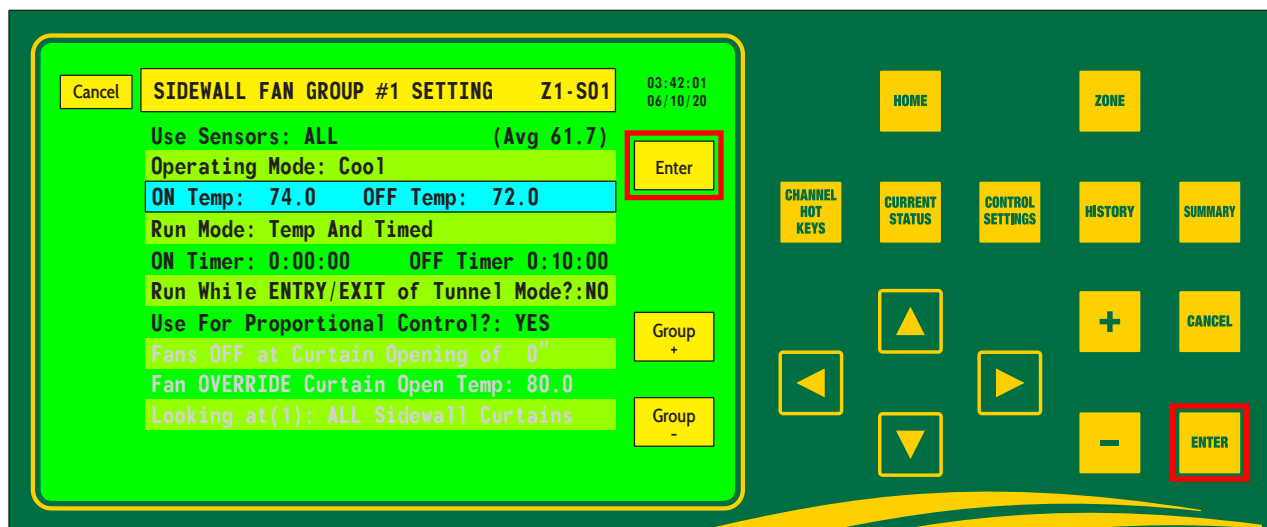 Cancel
SIDEWALL FAN GROUP #1 SETTING Z1-S01
03:42:01
06/10/20
Use Sensors: ALL (Avg 61.7)
Operating Mode: Cool
Enter
ON Temp: 74.0 OFF Temp: 72.0
Run Mode: Temp And Timed
ON Timer: 0:00:00 OFF Timer 0:10:00
Run While ENTRY/EXIT of Tunnel Mode?:NO
Use For Proportional Control?: YES
Group
+
Fans OFF at Curtain Opening of 0"
Fan OVERRIDE Curtain Open Temp: 80.0
Looking at(1): ALL Sidewall Curtains
Group
-
HOME
ZONE
CHANNEL
HOT
KEYS
CURRENT
STATUS
CONTROL
SETTINGS
HISTORY
SUMMARY
+
CANCEL
-
ENTER